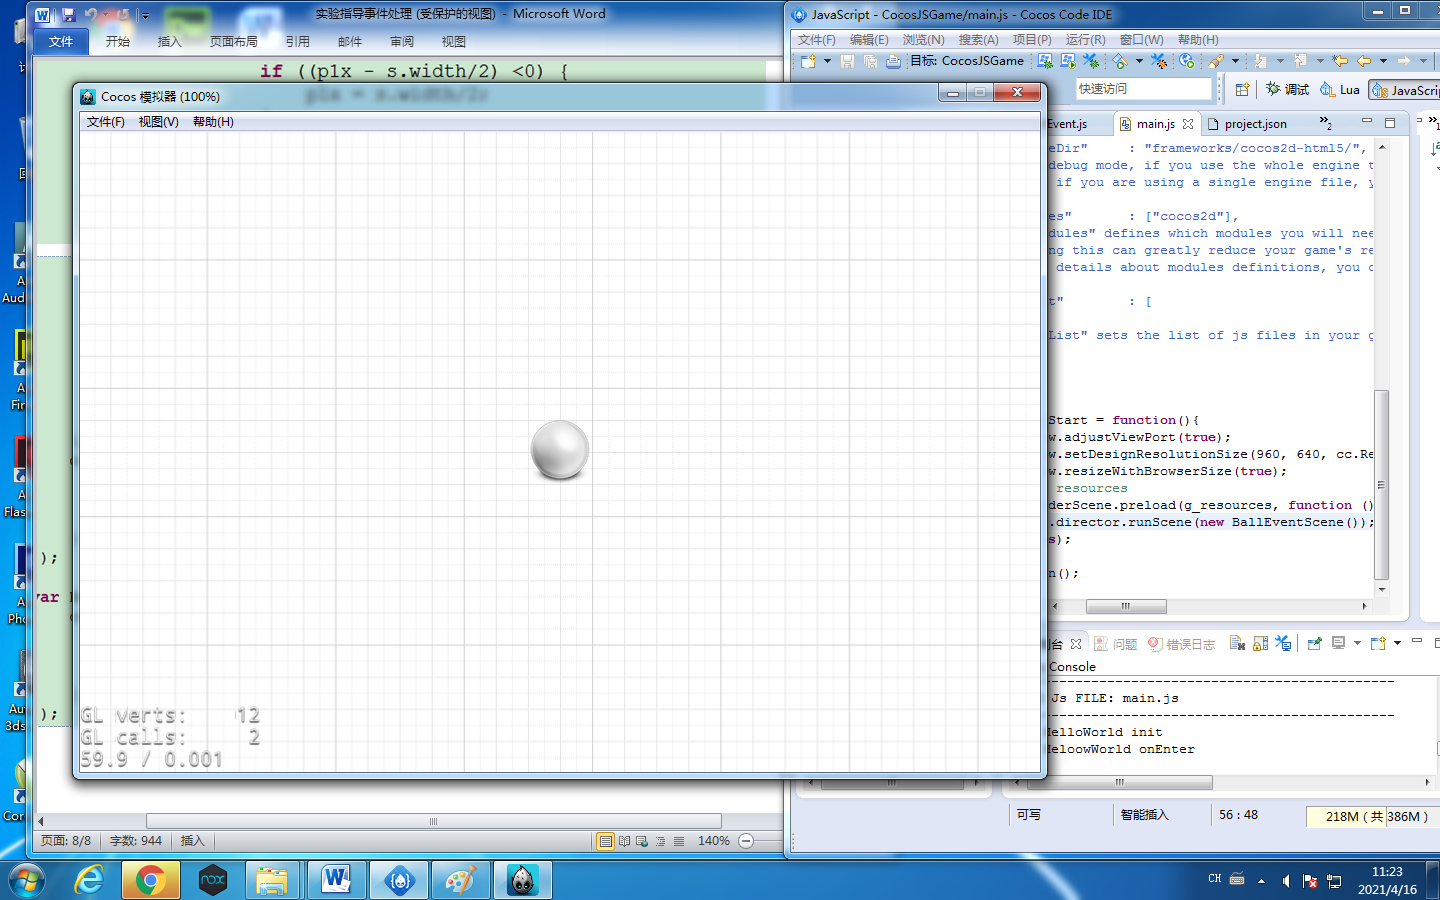 实验指导事件处理 (受保护的视图) - Microsoft Word
文件 开始 插入 页面布局 引用 邮件 审阅 视图
if ((p1x - s.width/2) <0) {
p1x = s.width/2;
Cocos 模拟器 (100%)
文件(F) 视图(V) 帮助(H)
GL verts: 12
GL calls: 2
59.9 / 0.001
);
var
);
页面: 8/8 字数: 944 插入 140%
JavaScript - CocosJSGame/main.js - Cocos Code IDE
文件(F) 编辑(E) 浏览(N) 搜索(A) 项目(P) 运行(R) 窗口(W) 帮助(H)
目标: CocosJSGame
快速访问 调试 Lua JavaScrip
Event.js main.js project.json »2
eDir" : "frameworks/cocos2d-html5/",
debug mode, if you use the whole engine t
if you are using a single engine file, y
es" : ["cocos2d"],
dules" defines which modules you will nee
ng this can greatly reduce your game's re
details about modules definitions, you c
t" : [
List" sets the list of js files in your g
Start = function(){
w.adjustViewPort(true);
w.setDesignResolutionSize(960, 640, cc.Re
w.resizeWithBrowserSize(true);
resources
derScene.preload(g_resources, function ()
.director.runScene(new BallEventScene());
s);
n();
台 问题 错误日志
Console
Js FILE: main.js
HelloWorld init
HeloowWorld onEnter
可写 智能插入 56 : 48 218M ( 共 386M )
Audi
Fir
Flas
Pho
Aut
3ds
Cor
nox
CH
11:23
2021/4/16